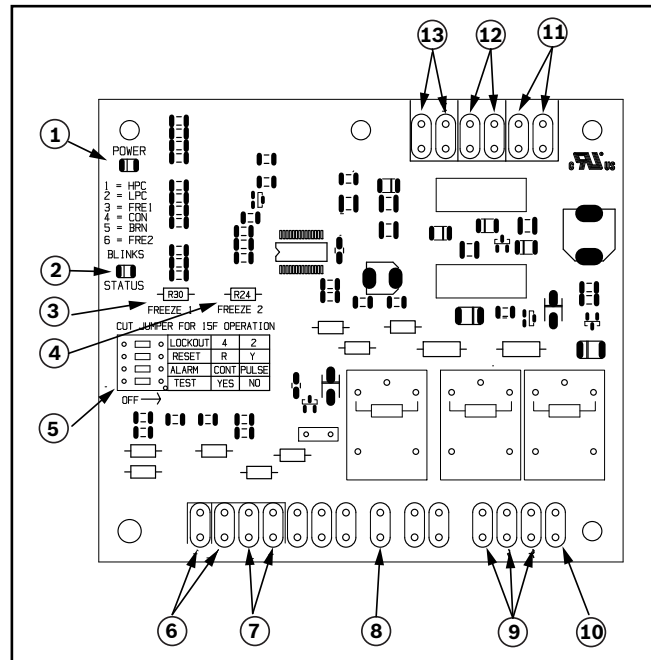 13 12 11
1
POWER
c RU US
1 = HPC
2 = LPC
3 = FRE1
4 = CON
5 = BRN
6 = FRE2
BLINKS
2
STATUS
R30 R24
3
FREEZE 1 FREEZE 2
4
CUT JUMPER FOR 15F OPERATION
LOCKOUT 4 2
RESET R Y
ALARM CONT PULSE
TEST YES NO
OFF
5
6 7 8 9 10